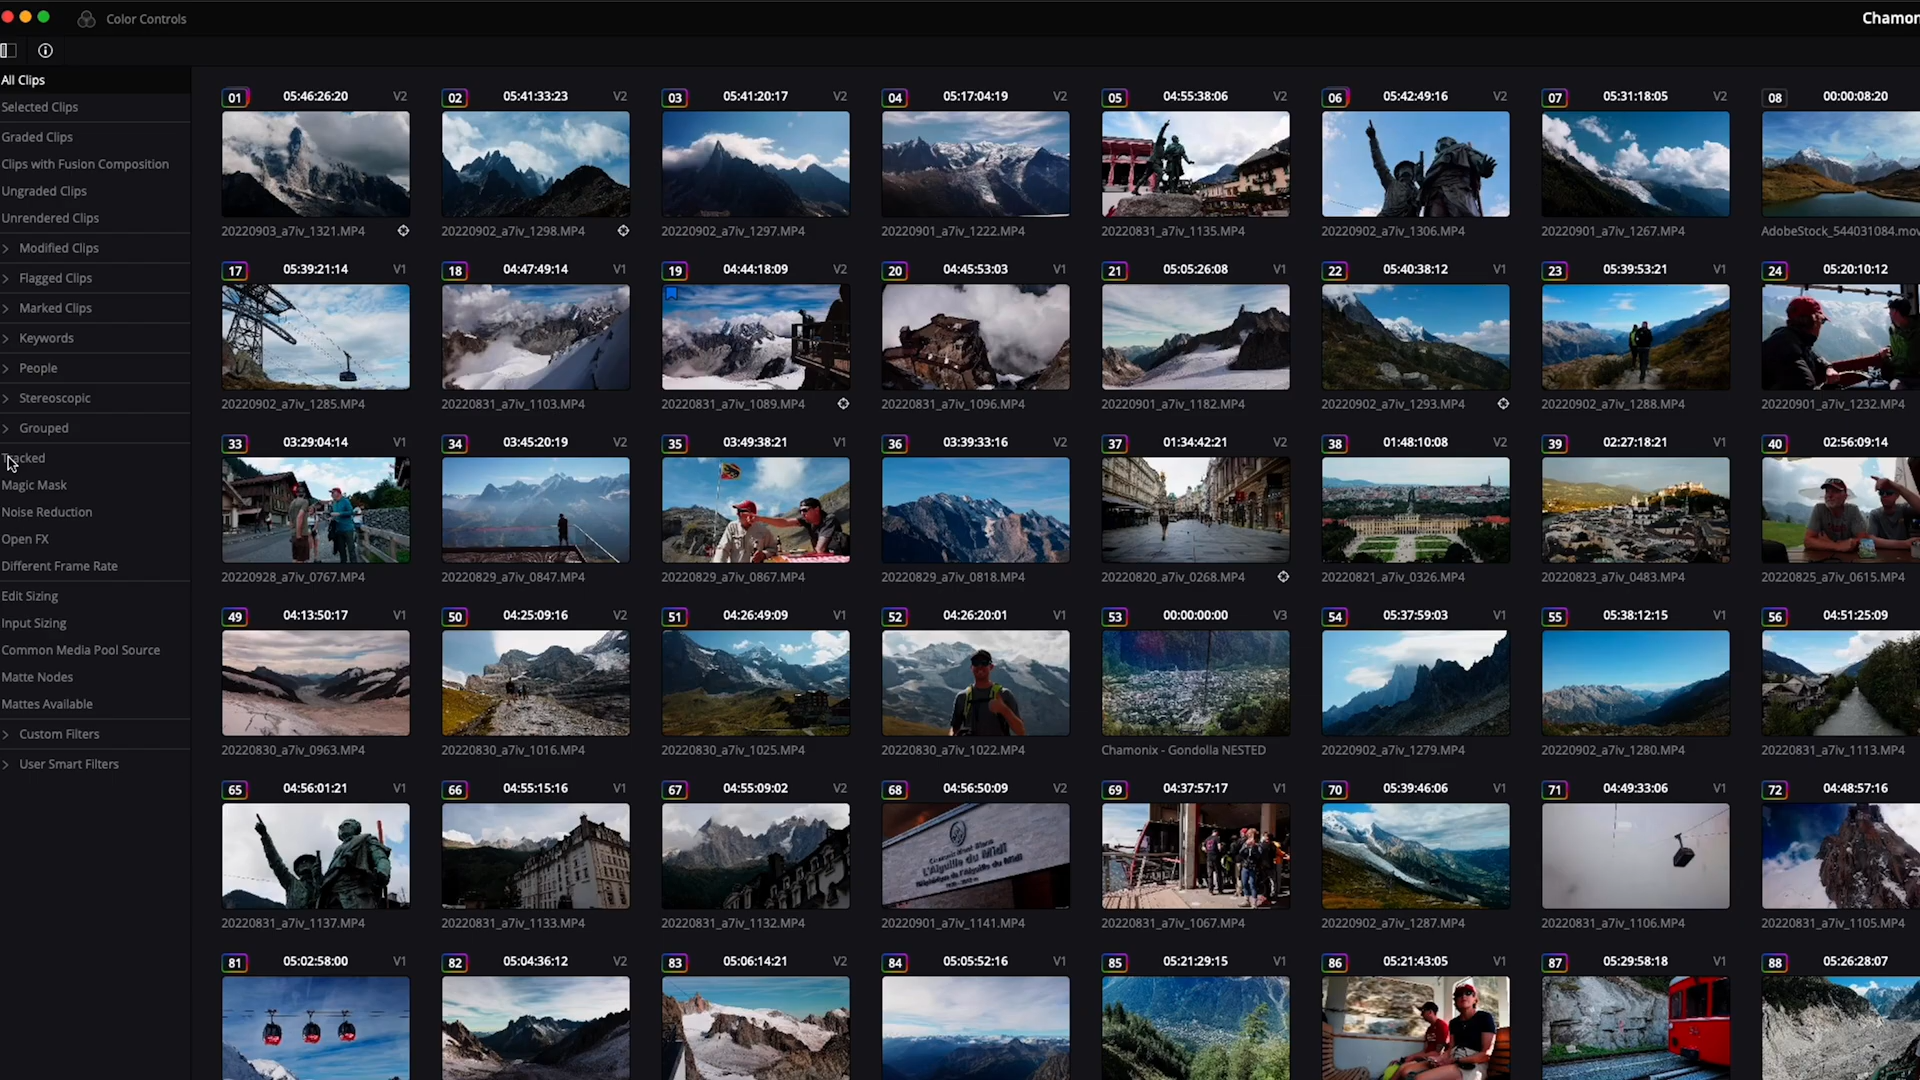 Color Controls
Chamon
All Clips
Selected Clips
Graded Clips
Clips with Fusion Composition
Ungraded Clips
Unrendered Clips
Modified Clips
Flagged Clips
Marked Clips
Keywords
People
Stereoscopic
Grouped
Tracked
Magic Mask
Noise Reduction
Open FX
Different Frame Rate
Edit Sizing
Input Sizing
Common Media Pool Source
Matte Nodes
Mattes Available
Custom Filters
User Smart Filters
01 05:46:26:20 V2
02 05:41:33:23 V2
03 05:41:20:17 V2
04 05:17:04:19 V2
05 04:55:38:06 V2
06 05:42:49:16 V2
07 05:31:18:05 V2
08 00:00:08:20
20220903_a7iv_1321.MP4
20220902_a7iv_1298.MP4
20220902_a7iv_1297.MP4
20220901_a7iv_1222.MP4
20220831_a7iv_1135.MP4
20220902_a7iv_1306.MP4
20220901_a7iv_1267.MP4
AdobeStock_544031084.mov
17 05:39:21:14 V1
18 04:47:49:14 V1
19 04:44:18:09 V2
20 04:45:53:03 V1
21 05:05:26:08 V1
22 05:40:38:12 V1
23 05:39:53:21 V1
24 05:20:10:12
20220902_a7iv_1285.MP4
20220831_a7iv_1103.MP4
20220831_a7iv_1089.MP4
20220831_a7iv_1096.MP4
20220901_a7iv_1182.MP4
20220902_a7iv_1293.MP4
20220902_a7iv_1288.MP4
20220901_a7iv_1232.MP4
33 03:29:04:14 V1
34 03:45:20:19 V2
35 03:49:38:21 V1
36 03:39:33:16 V2
37 01:34:42:21 V2
38 01:48:10:08 V2
39 02:27:18:21 V1
40 02:56:09:14
20220928_a7iv_0767.MP4
20220829_a7iv_0847.MP4
20220829_a7iv_0867.MP4
20220829_a7iv_0818.MP4
20220820_a7iv_0268.MP4
20220821_a7iv_0326.MP4
20220823_a7iv_0483.MP4
20220825_a7iv_0615.MP4
49 04:13:50:17 V1
50 04:25:09:16 V2
51 04:26:49:09 V1
52 04:26:20:01 V1
53 00:00:00:00 V3
54 05:37:59:03 V1
55 05:38:12:15 V1
56 04:51:25:09
20220830_a7iv_0963.MP4
20220830_a7iv_1016.MP4
20220830_a7iv_1025.MP4
20220830_a7iv_1022.MP4
Chamonix - Gondolla NESTED
20220902_a7iv_1279.MP4
20220902_a7iv_1280.MP4
20220831_a7iv_1113.MP4
65 04:56:01:21 V1
66 04:55:15:16 V1
67 04:55:09:02 V2
68 04:56:50:09 V2
69 04:37:57:17 V1
70 05:39:46:06 V1
71 04:49:33:06 V1
72 04:48:57:16
L'Aiguille du Midi
20220831_a7iv_1137.MP4
20220831_a7iv_1133.MP4
20220831_a7iv_1132.MP4
20220901_a7iv_1141.MP4
20220831_a7iv_1067.MP4
20220902_a7iv_1287.MP4
20220831_a7iv_1106.MP4
20220831_a7iv_1105.MP4
81 05:02:58:00 V1
82 05:04:36:12 V2
83 05:06:14:21 V2
84 05:05:52:16 V1
85 05:21:29:15 V1
86 05:21:43:05 V1
87 05:29:58:18 V1
88 05:26:28:07